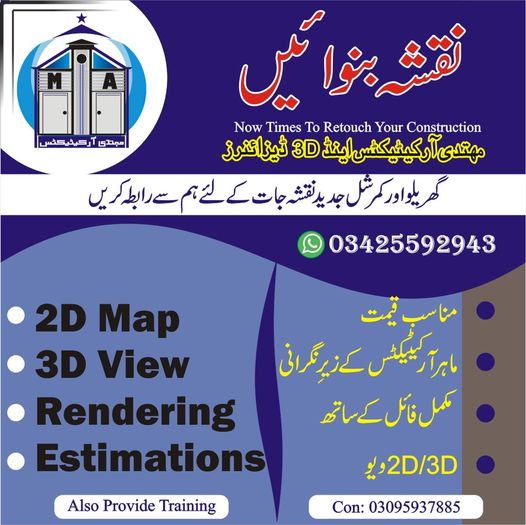 M A
مہتدی آرکیٹیکٹس
نقشہ بنوائیں
Now Times To Retouch Your Construction
مہتدی آرکیٹیکٹس اینڈ 3D ڈیزائنرز
گھریلو اور کمرشل جدید نقشہ جات کے لئے ہم سے رابطہ کریں
03425592943
2D Map
3D View
Rendering
Estimations
مناسب قیمت
ماہر آرکیٹیکٹس کے زیرِ نگرانی
مکمل فائل کے ساتھ
2D/3D ویو
Also Provide Training
Con: 03095937885